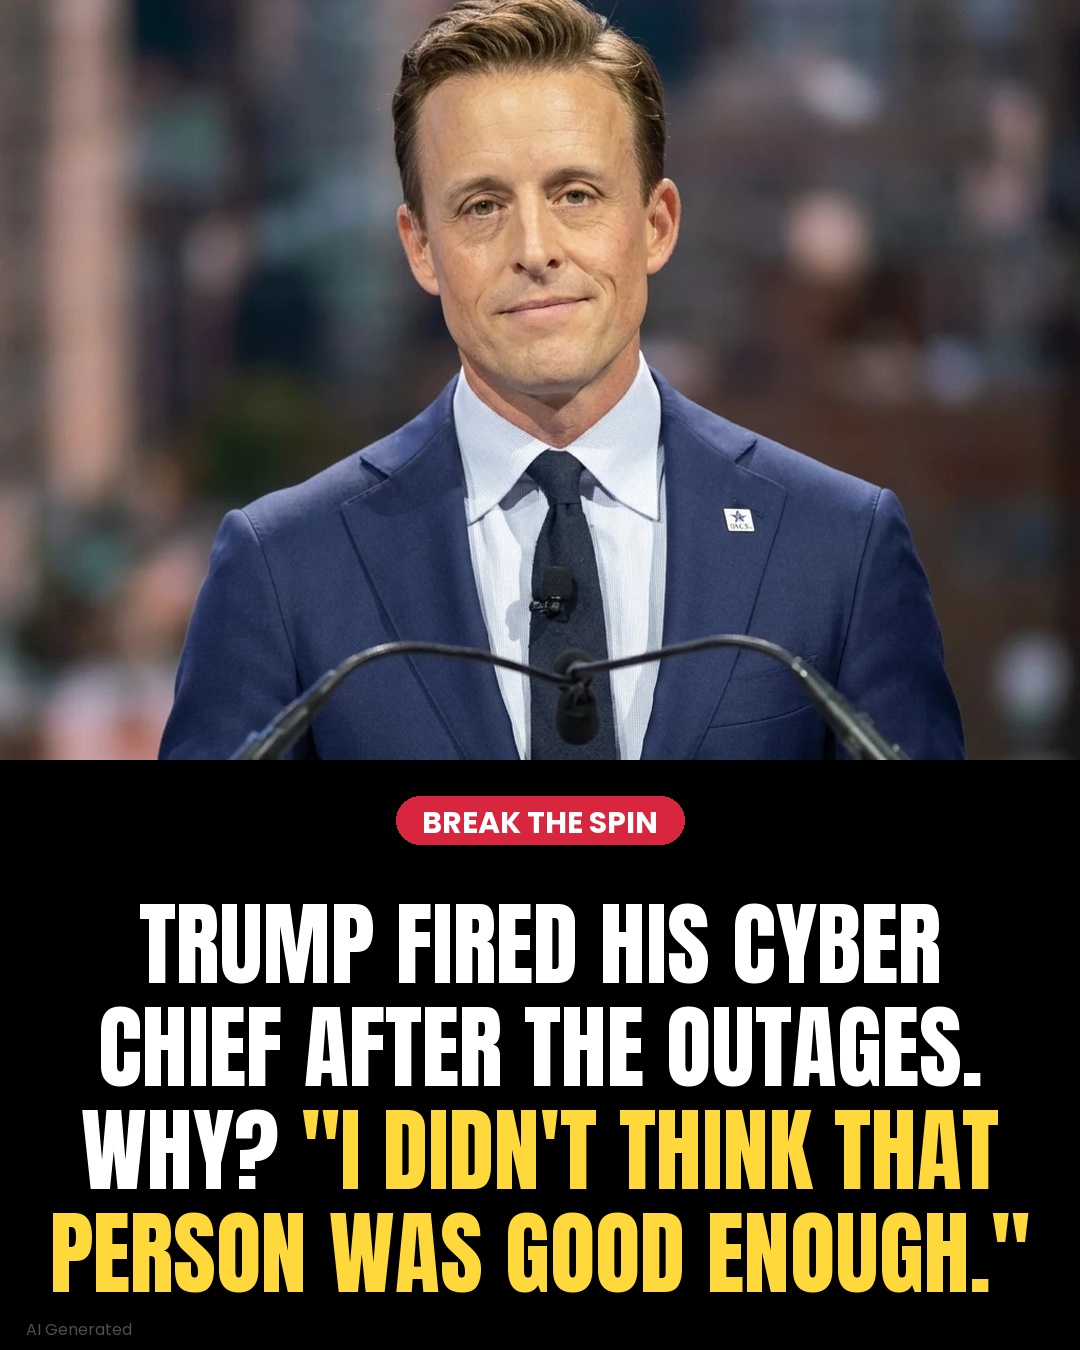 BREAK THE SPIN
TRUMP FIRED HIS CYBER
CHIEF AFTER THE OUTAGES.
WHY? "I DIDN'T THINK THAT
PERSON WAS GOOD ENOUGH."
AI Generated